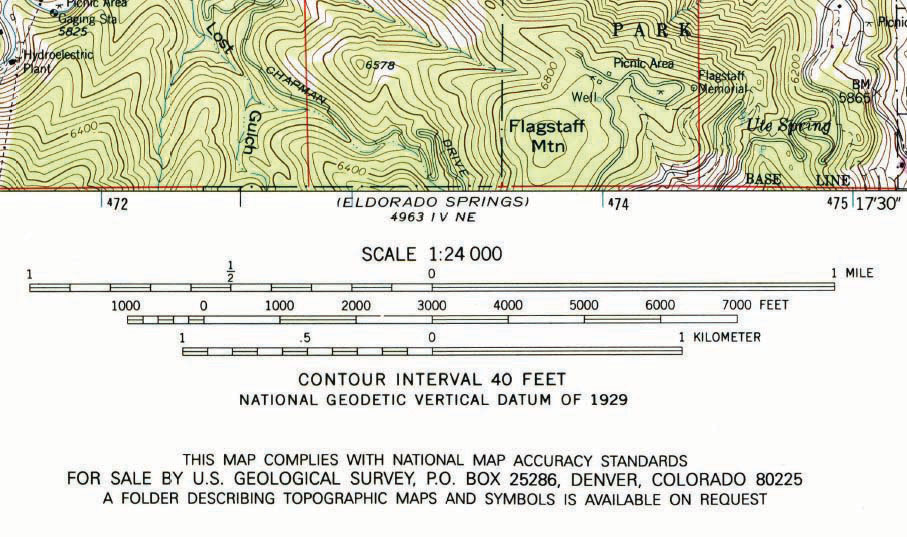 Picnic Area
Gaging Sta
5825
Hydroelectric
Plant
Lost
Gulch
CHAPMAN
DRIVE
6578
6400
6400
PARK
6800
Picnic Area
Well
Flagstaff
Memorial
Flagstaff
Mtn
6200
Picnic
BM
5865
Ute Spring
BASE LINE
472
(ELDORADO SPRINGS)
4963 IV NE
474
475
17'30"
SCALE 1:24 000
1 1/2 0 1 MILE
1000 0 1000 2000 3000 4000 5000 6000 7000 FEET
1 .5 0 1 KILOMETER
CONTOUR INTERVAL 40 FEET
NATIONAL GEODETIC VERTICAL DATUM OF 1929
THIS MAP COMPLIES WITH NATIONAL MAP ACCURACY STANDARDS
FOR SALE BY U.S. GEOLOGICAL SURVEY, P.O. BOX 25286, DENVER, COLORADO 80225
A FOLDER DESCRIBING TOPOGRAPHIC MAPS AND SYMBOLS IS AVAILABLE ON REQUEST